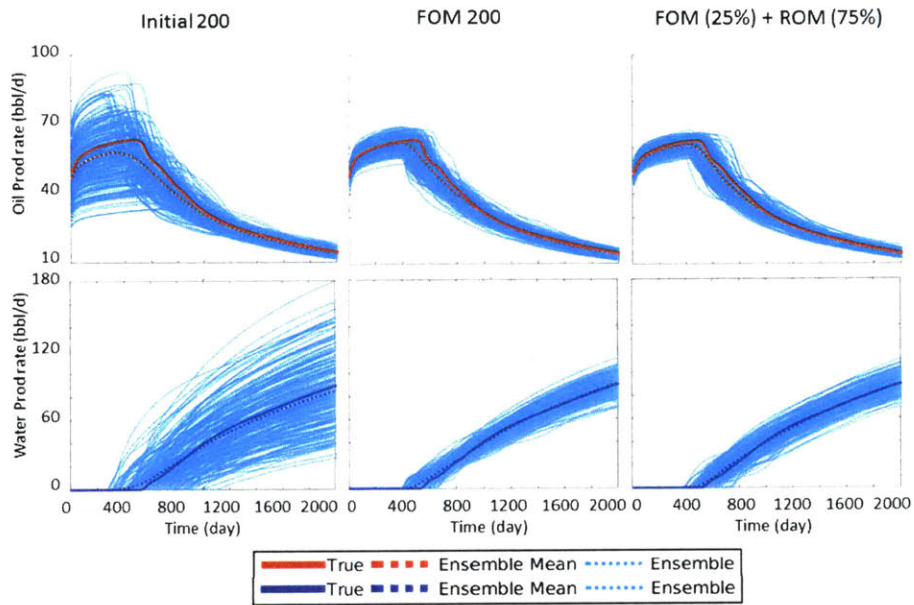 Initial 200
FOM 200
FOM (25%) + ROM (75%)
Oil Prod rate (bbl/d)
100
70
40
10
Water Prod rate (bbl/d)
180
120
60
0
0 400 800 1200 1600 2000
Time (day)
0 400 800 1200 1600 2000
Time (day)
0 400 800 1200 1600 2000
Time (day)
True Ensemble Mean Ensemble
True Ensemble Mean Ensemble